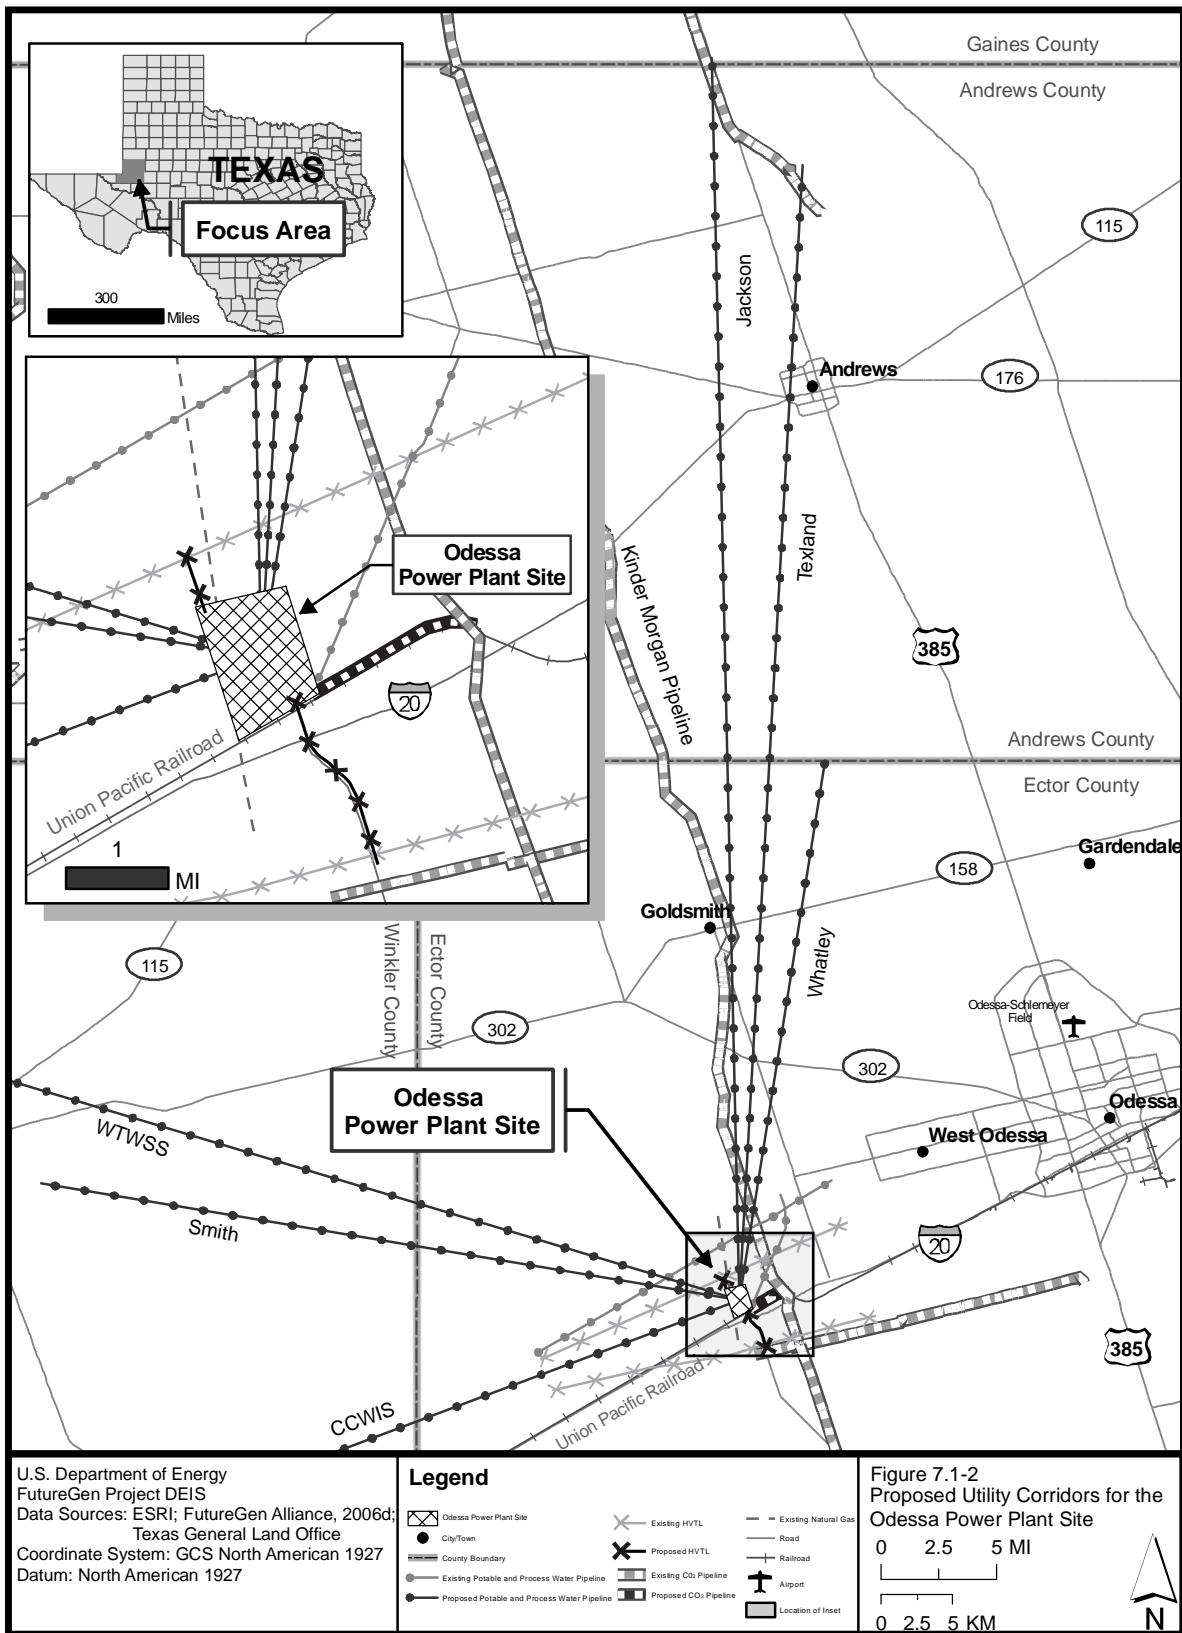 Gaines County
Andrews County
TEXAS
Focus Area
300
Miles
115
Jackson
Andrews
176
Odessa
Power Plant Site
Texland
Kinder Morgan Pipeline
385
20
Union Pacific Railroad
1
MI
Andrews County
Ector County
Gardendale
158
Goldsmith
Whatley
115
Winkler County
Ector County
302
Odessa-Schlemeyer
Field
302
Odessa
Power Plant Site
Odessa
West Odessa
WTWSS
Smith
20
385
CCWIS
Union Pacific Railroad
U.S. Department of Energy
FutureGen Project DEIS
Data Sources: ESRI; FutureGen Alliance, 2006d;
Texas General Land Office
Coordinate System: GCS North American 1927
Datum: North American 1927
Legend
Odessa Power Plant Site
City/Town
County Boundary
Existing Potable and Process Water Pipeline
Proposed Potable and Process Water Pipeline
Existing HVTL
Proposed HVTL
Existing CO₂ Pipeline
Proposed CO₂ Pipeline
Existing Natural Gas
Road
Railroad
Airport
Location of Inset
Figure 7.1-2
Proposed Utility Corridors for the
Odessa Power Plant Site
0 2.5 5 MI
0 2.5 5 KM
N